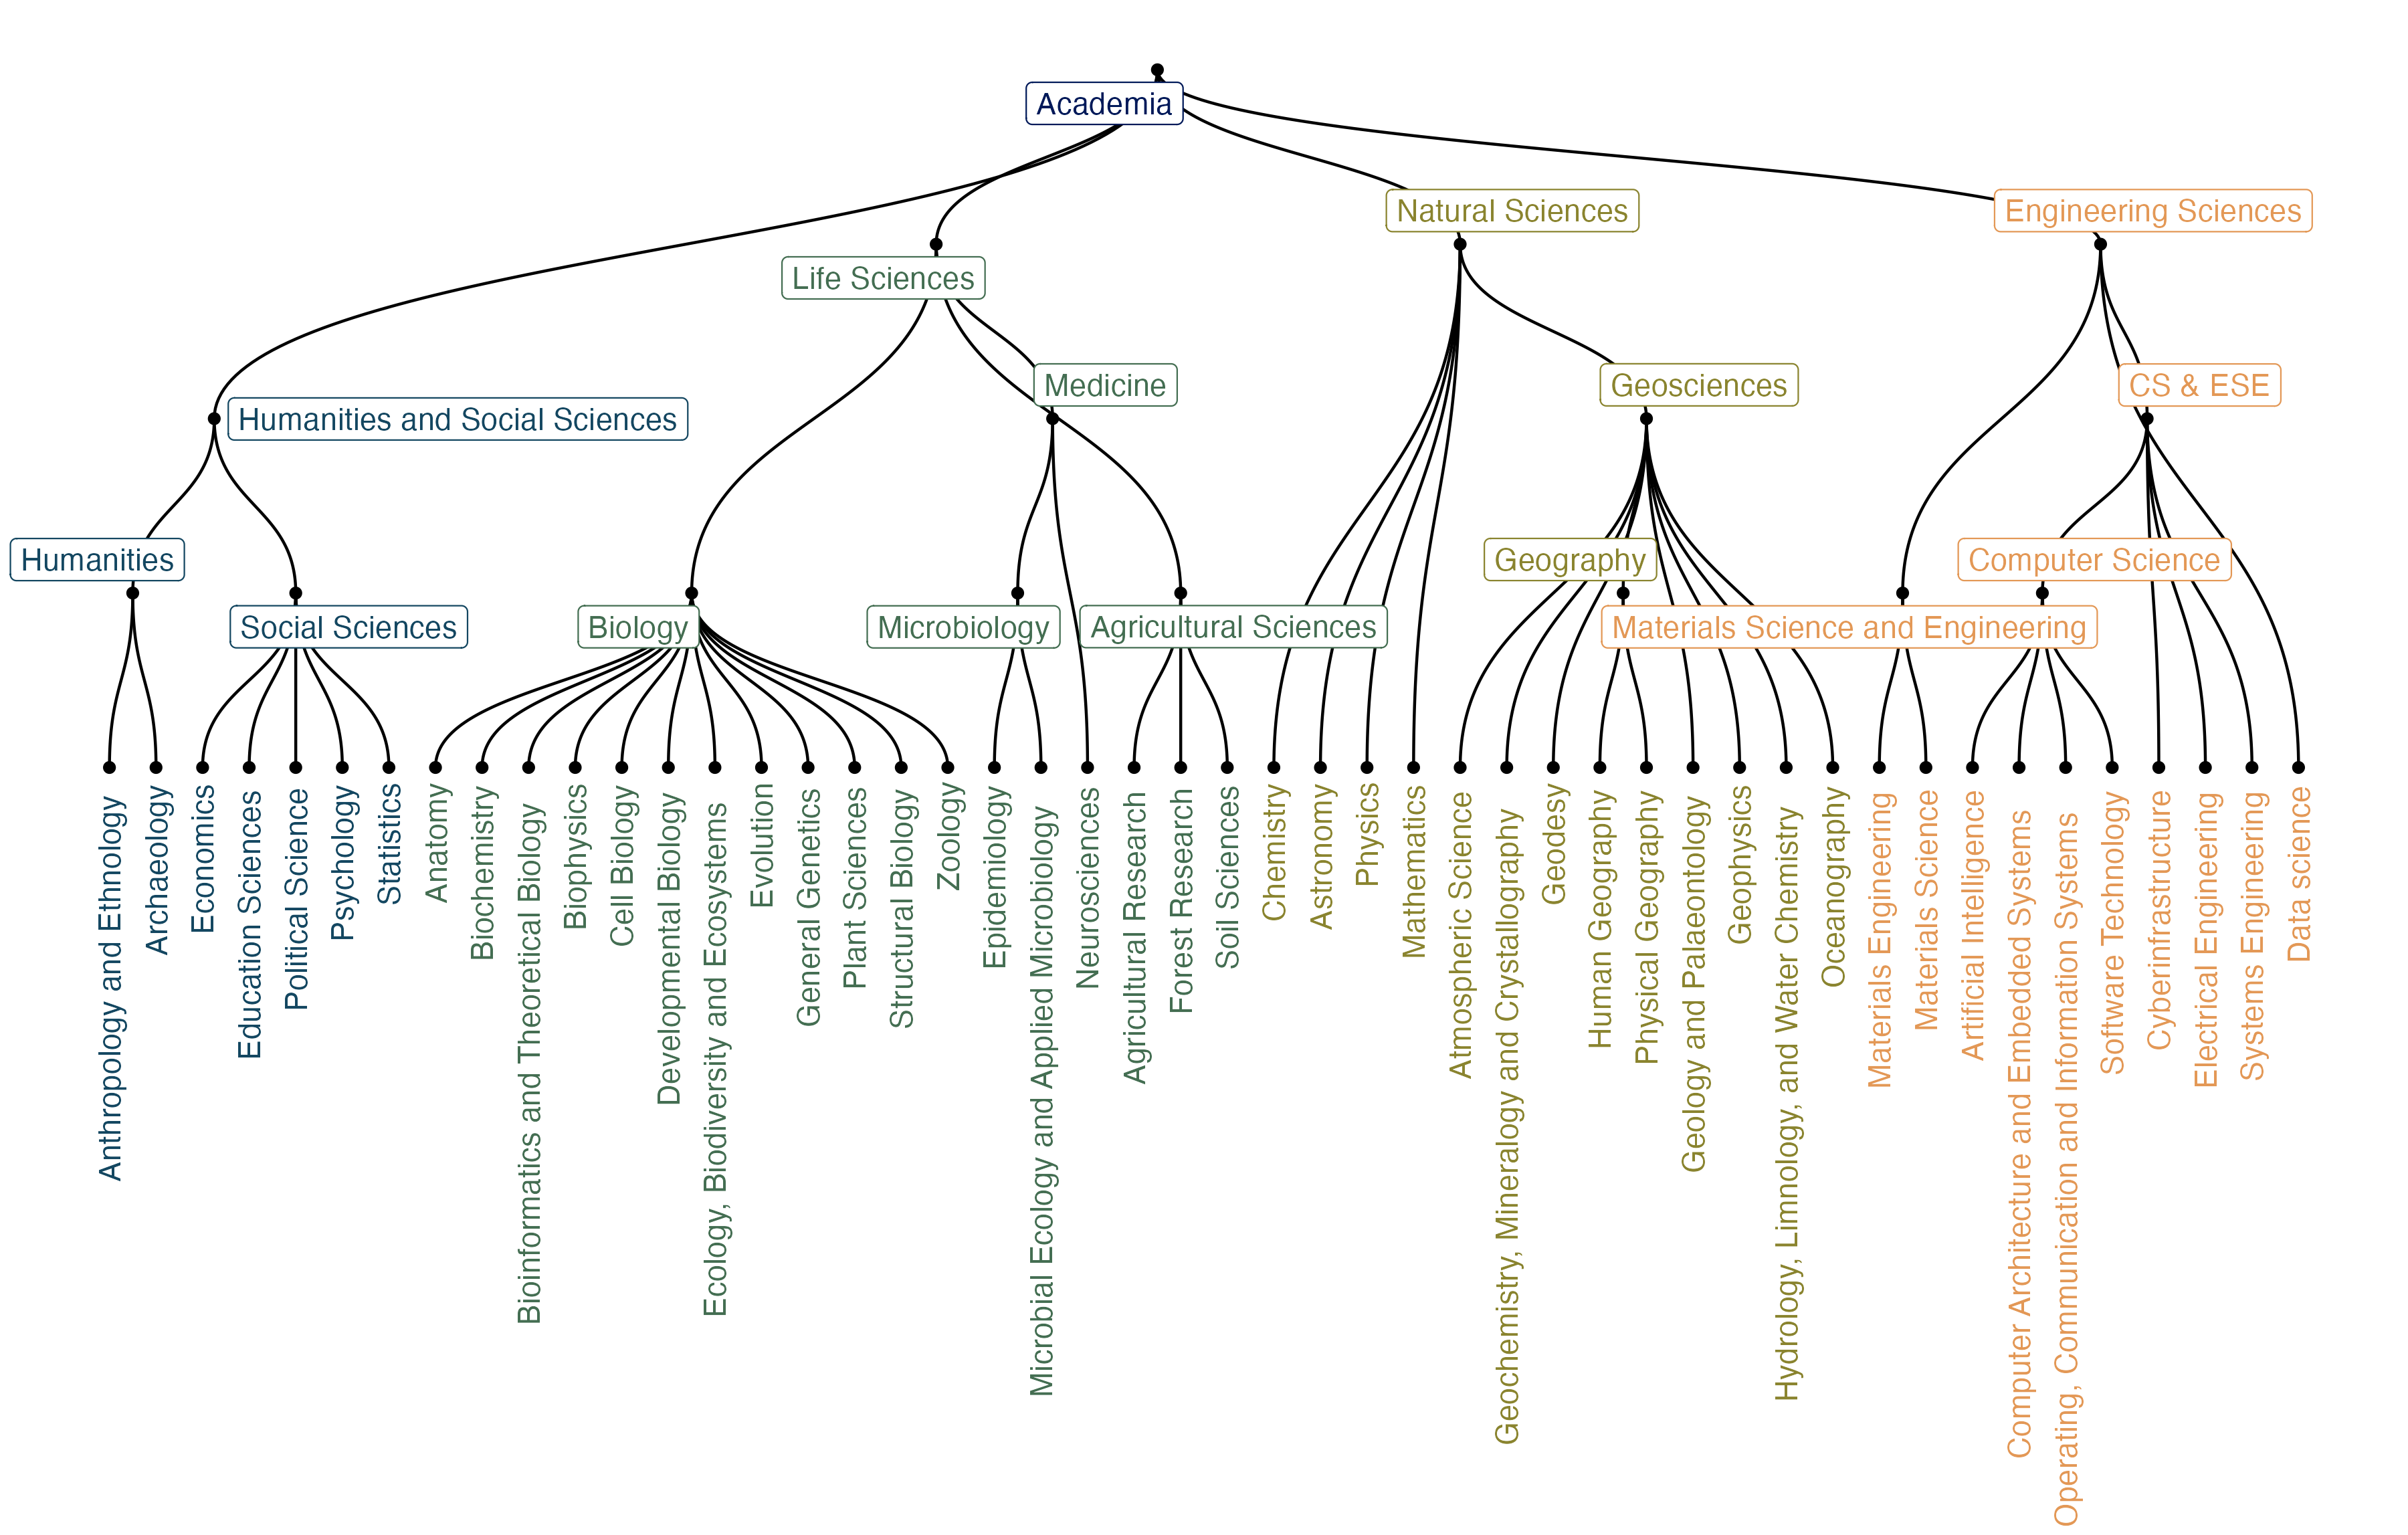 Academia
Natural Sciences
Engineering Sciences
Life Sciences
Medicine
Geosciences
CS & ESE
Humanities and Social Sciences
Humanities
Geography
Computer Science
Social Sciences
Biology
Microbiology
Agricultural Sciences
Materials Science and Engineering
Anthropology and Ethnology
Archaeology
Economics
Education Sciences
Political Science
Psychology
Statistics
Anatomy
Biochemistry
Bioinformatics and Theoretical Biology
Biophysics
Cell Biology
Developmental Biology
Ecology, Biodiversity and Ecosystems
Evolution
General Genetics
Plant Sciences
Structural Biology
Zoology
Epidemiology
Microbial Ecology and Applied Microbiology
Neurosciences
Agricultural Research
Forest Research
Soil Sciences
Chemistry
Astronomy
Physics
Mathematics
Atmospheric Science
Geochemistry, Mineralogy and Crystallography
Geodesy
Human Geography
Physical Geography
Geology and Palaeontology
Geophysics
Hydrology, Limnology, and Water Chemistry
Oceanography
Materials Engineering
Materials Science
Artificial Intelligence
Computer Architecture and Embedded Systems
Operating, Communication and Information Systems
Software Technology
Cyberinfrastructure
Electrical Engineering
Systems Engineering
Data science